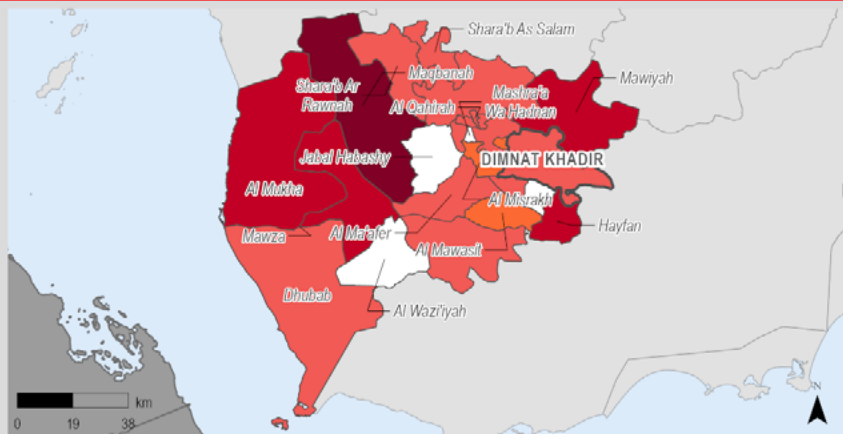 Shara'b As Salam
Maqbanah
Mawiyah
Shara'b Ar
Rawnah
Mashra'a
Wa Hadnan
Al Qahirah
Jabal Habashy
DIMNAT KHADIR
Al Mukha
Al Misrakh
Hayfan
Mawza
Al Ma'afer
Al Mawasit
Dhubab
Al Wazi'iyah
km
0 19 38
N